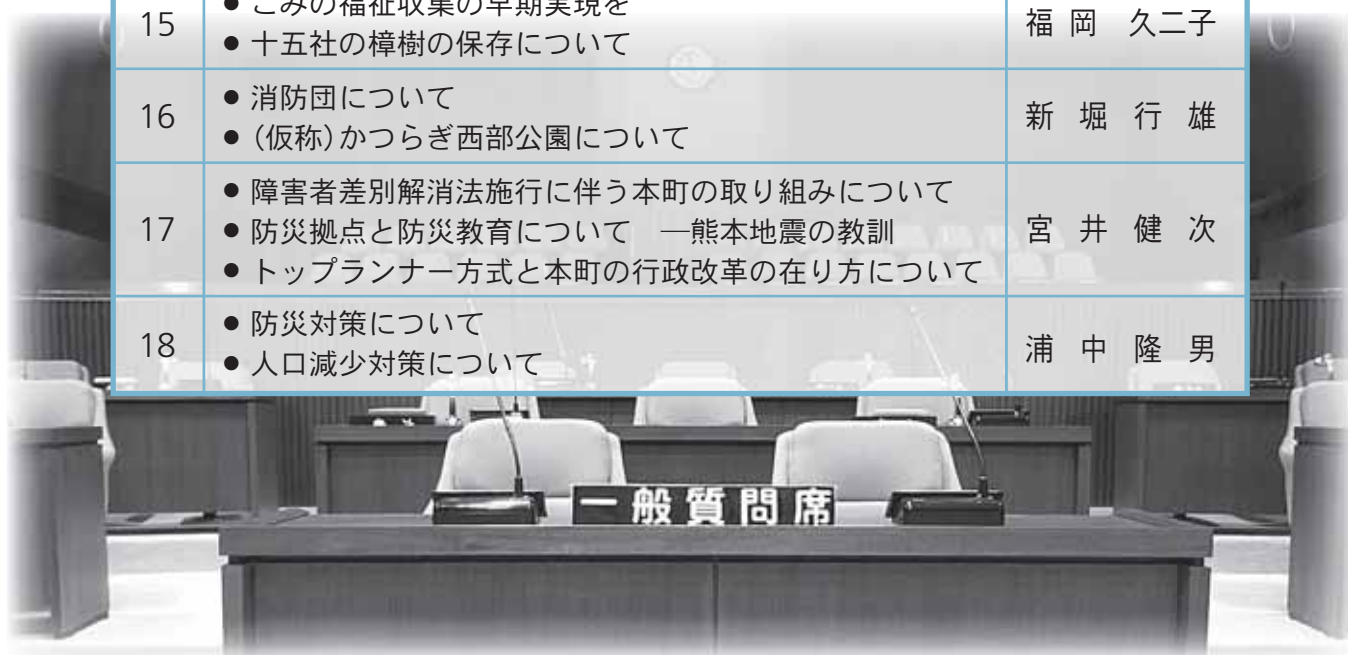 15
● ごみの福祉収集の早期実現を
● 十五社の樟樹の保存について
福岡 久二子
16
● 消防団について
● (仮称)かつらぎ西部公園について
新堀行雄
17
● 障害者差別解消法施行に伴う本町の取り組みについて
● 防災拠点と防災教育について ―熊本地震の教訓
● トップランナー方式と本町の行政改革の在り方について
宮井健次
18
● 防災対策について
● 人口減少対策について
浦中隆男
一般質問席